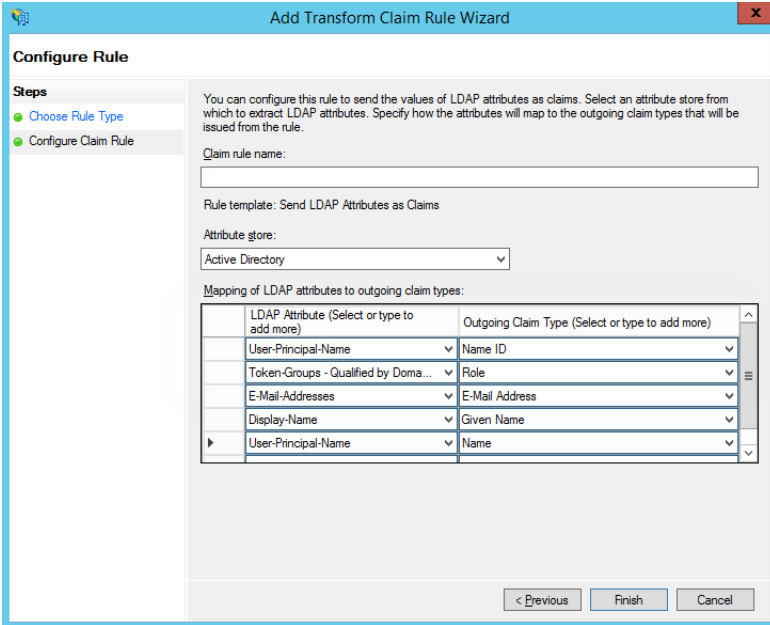 Add Transform Claim Rule Wizard
x
Configure Rule
Steps
Choose Rule Type
Configure Claim Rule
You can configure this rule to send the values of LDAP attributes as claims. Select an attribute store from
which to extract LDAP attributes. Specify how the attributes will map to the outgoing claim types that will be
issued from the rule.
Claim rule name:
Rule template: Send LDAP Attributes as Claims
Attribute store:
Active Directory
Mapping of LDAP attributes to outgoing claim types:
LDAP Attribute (Select or type to
add more)
Outgoing Claim Type (Select or type to add more)
User-Principal-Name
Name ID
Token-Groups - Qualified by Doma...
Role
E-Mail-Addresses
E-Mail Address
Display-Name
Given Name
User-Principal-Name
Name
< Previous
Finish
Cancel